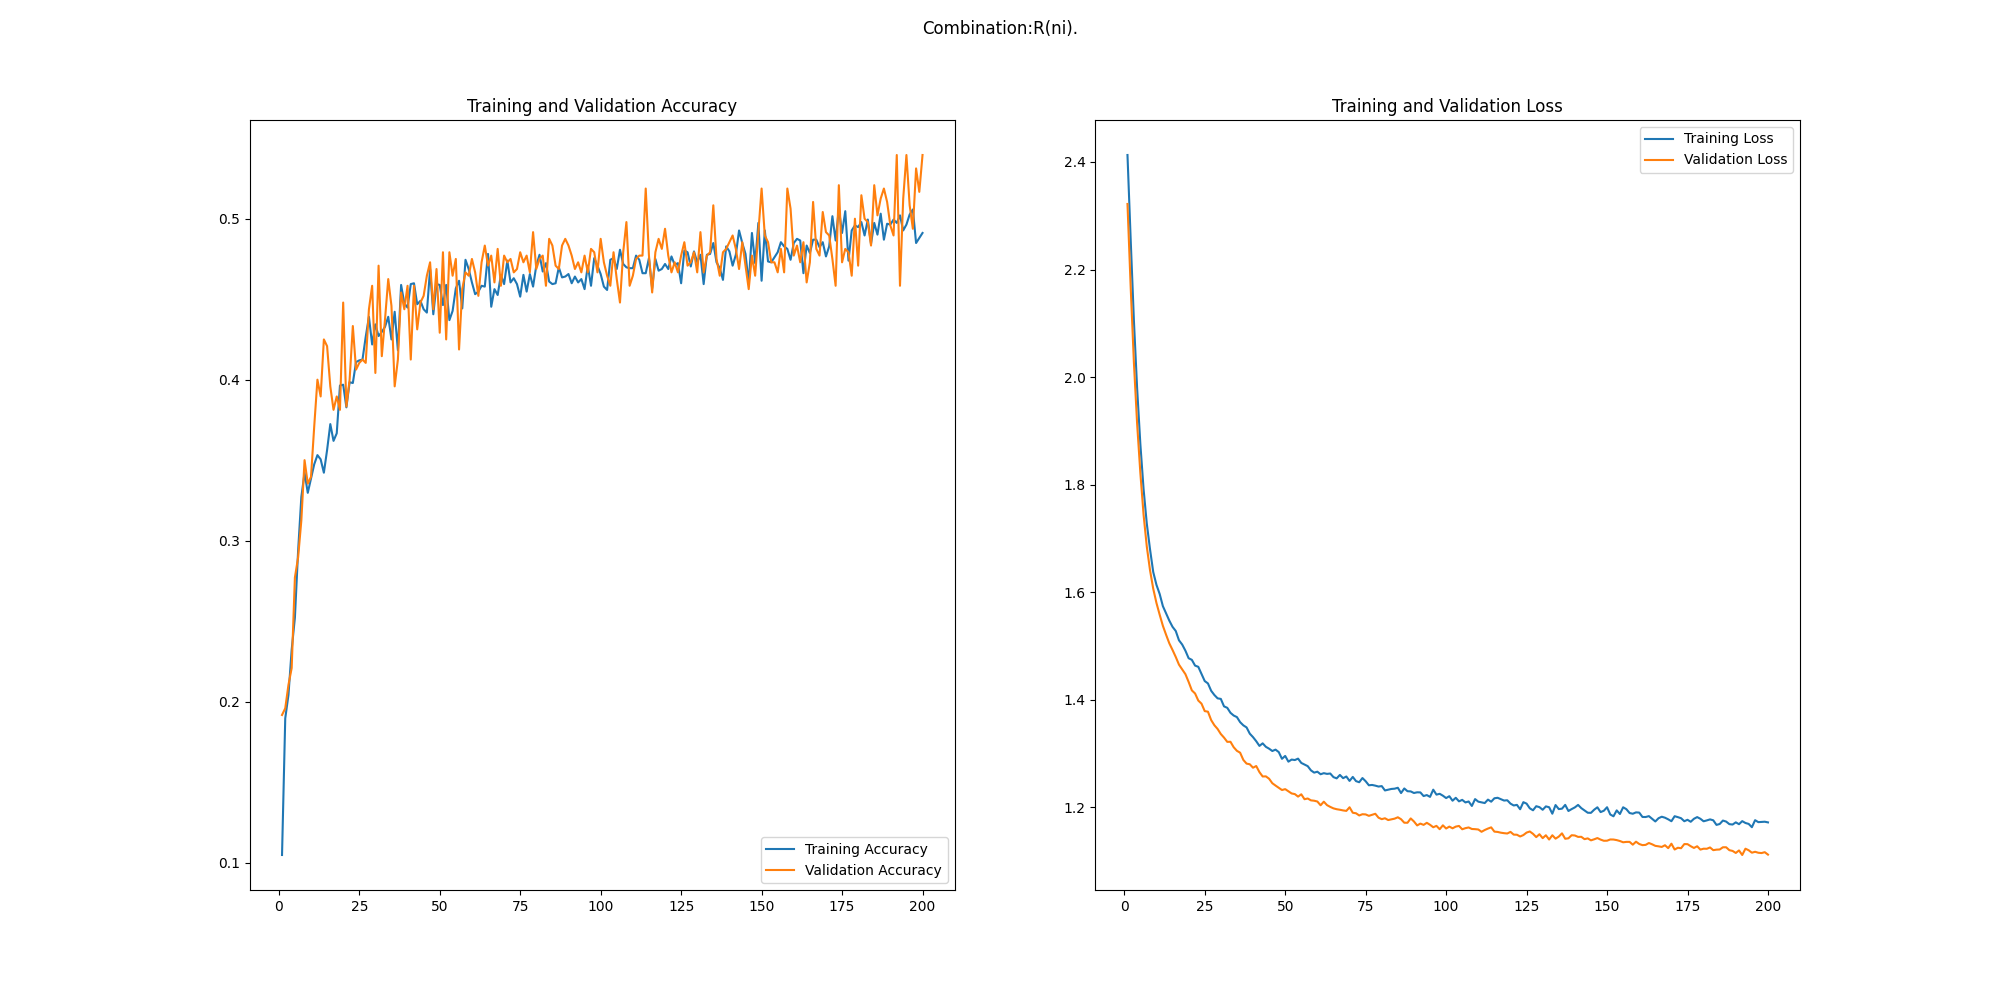 Combination:R(ni).
Training and Validation Accuracy
0.5
0.4
0.3
0.2
0.1
0 25 50 75 100 125 150 175 200
Training Accuracy
Validation Accuracy
Training and Validation Loss
2.4
2.2
2.0
1.8
1.6
1.4
1.2
0 25 50 75 100 125 150 175 200
Training Loss
Validation Loss